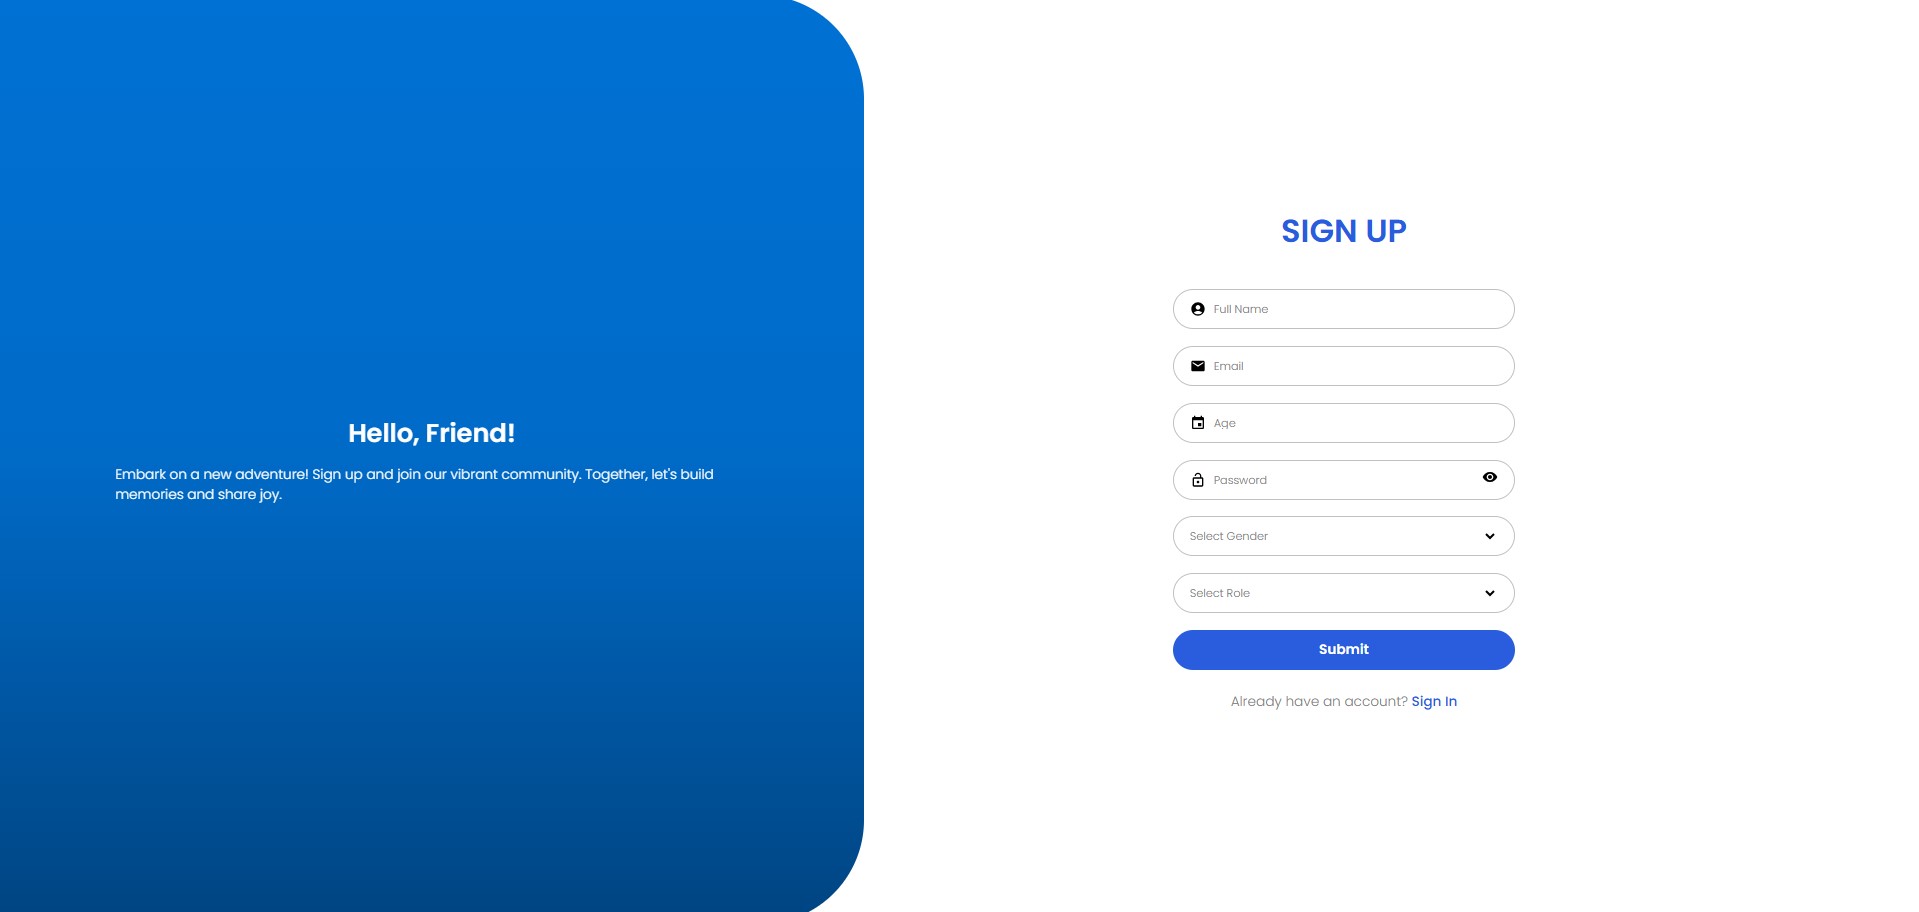 Hello, Friend!
Embark on a new adventure! Sign up and join our vibrant community. Together, let's build
memories and share joy.
SIGN UP
Full Name
Email
Age
Password
Select Gender
Select Role
Submit
Already have an account? Sign In